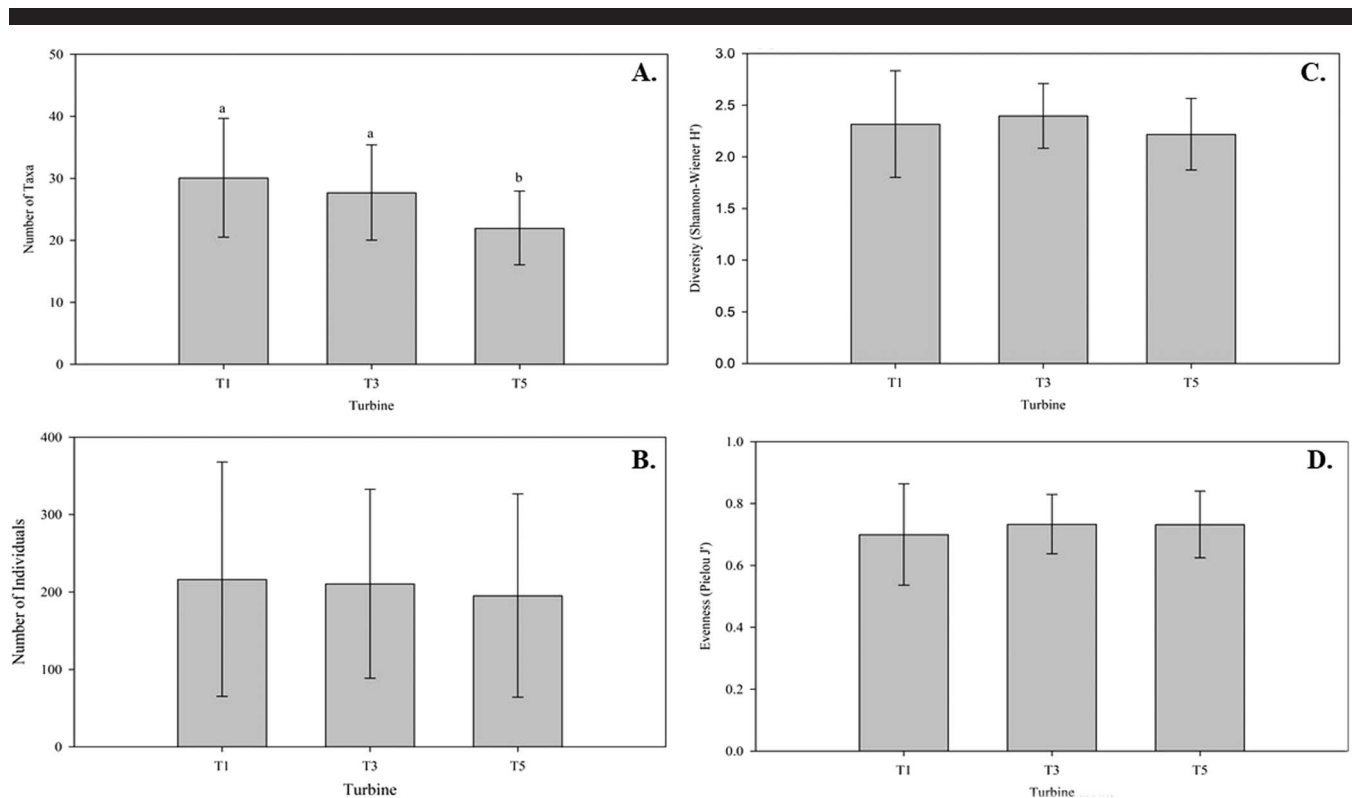 A.
50
40
30
20
10
0
Number of Taxa
a
a
b
T1
T3
T5
Turbine
B.
400
300
200
100
0
Number of Individuals
T1
T3
T5
Turbine
C.
3.0
2.5
2.0
1.5
1.0
0.5
0.0
Diversity (Shannon-Wiener H')
T1
T3
T5
Turbine
D.
1.0
0.8
0.6
0.4
0.2
0.0
Evenness (Pielou J')
T1
T3
T5
Turbine